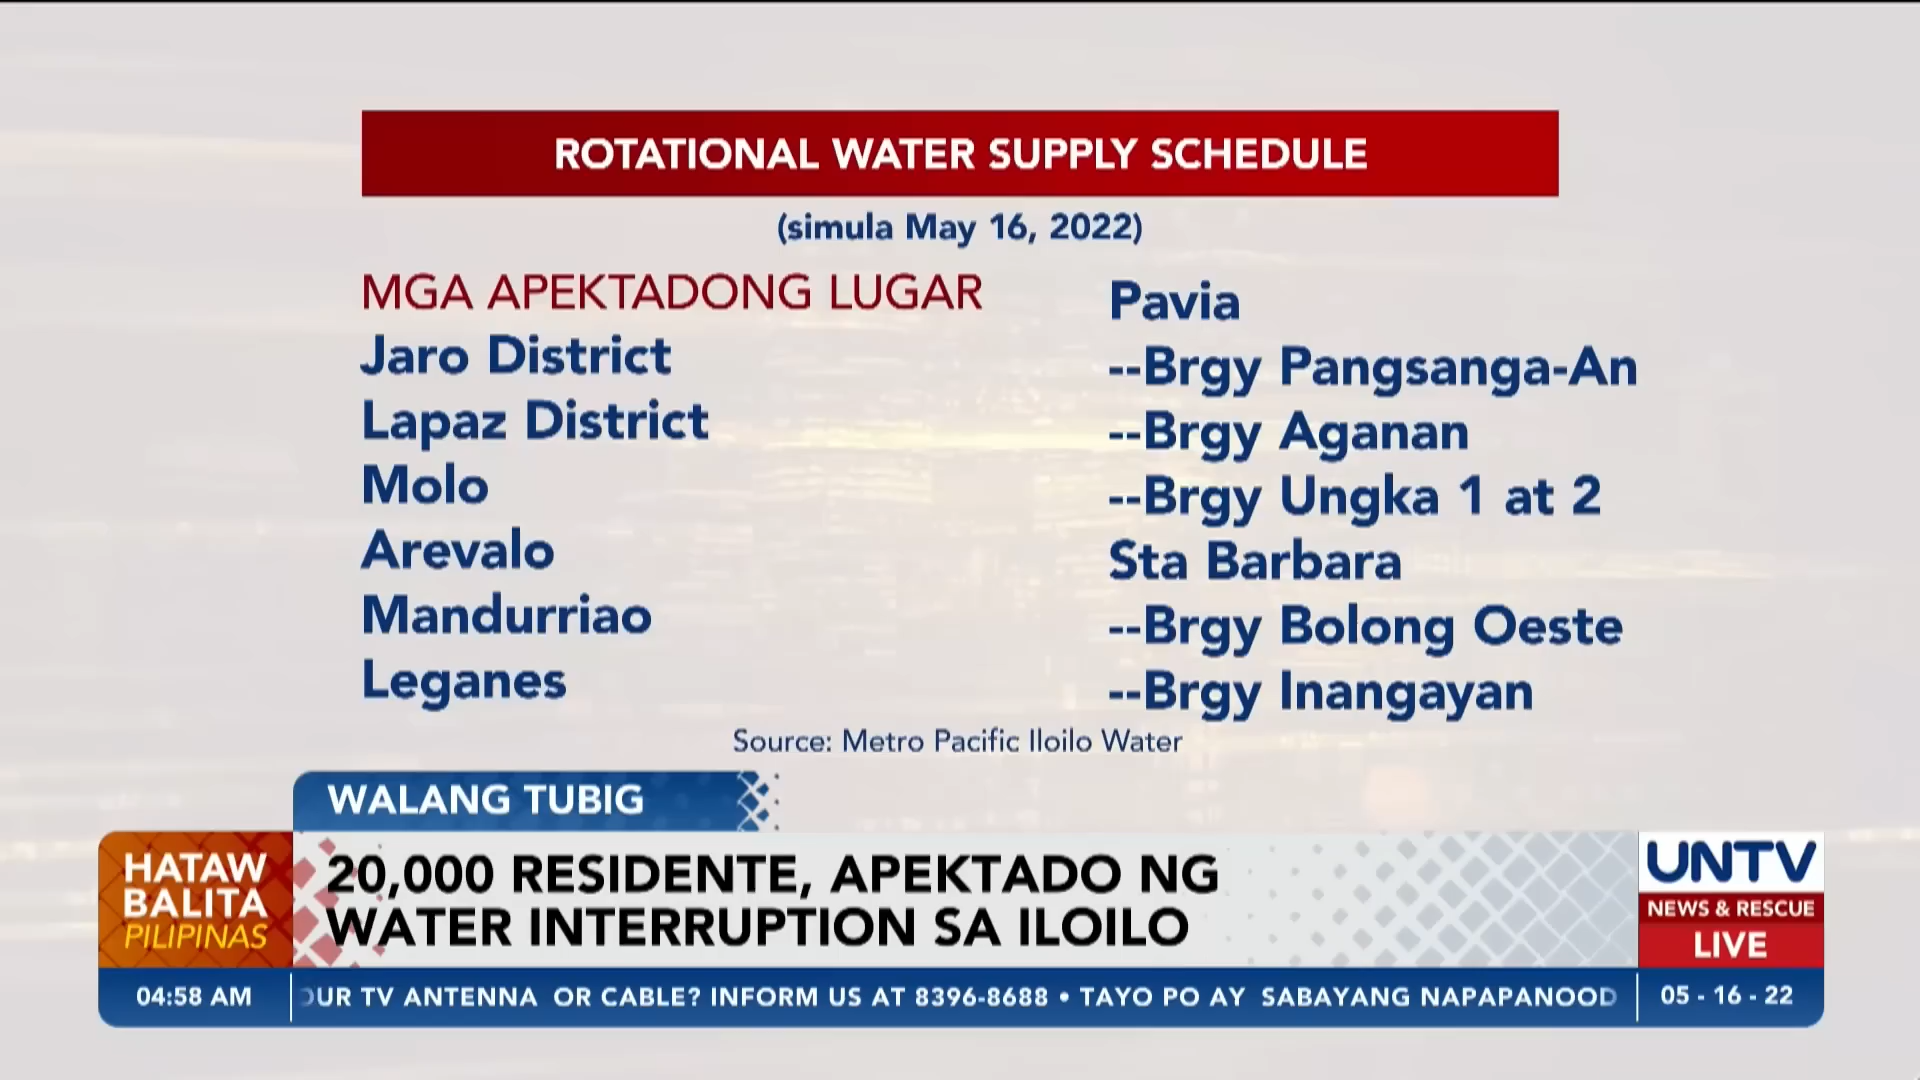 ROTATIONAL WATER SUPPLY SCHEDULE
(simula May 16, 2022)
MGA APEKTADONG LUGAR
Jaro District
Lapaz District
Molo
Arevalo
Mandurriao
Leganes
Pavia
--Brgy Pangsanga-An
--Brgy Aganan
--Brgy Ungka 1 at 2
Sta Barbara
--Brgy Bolong Oeste
--Brgy Inangayan
Source: Metro Pacific Iloilo Water
WALANG TUBIG
HATAW
BALITA
PILIPINAS
20,000 RESIDENTE, APEKTADO NG
WATER INTERRUPTION SA ILOILO
UNTV
NEWS & RESCUE
LIVE
04:58 AM
OUR TV ANTENNA OR CABLE? INFORM US AT 8396-8688 • TAYO PO AY SABAYANG NAPAPANOOD
05 - 16 - 22